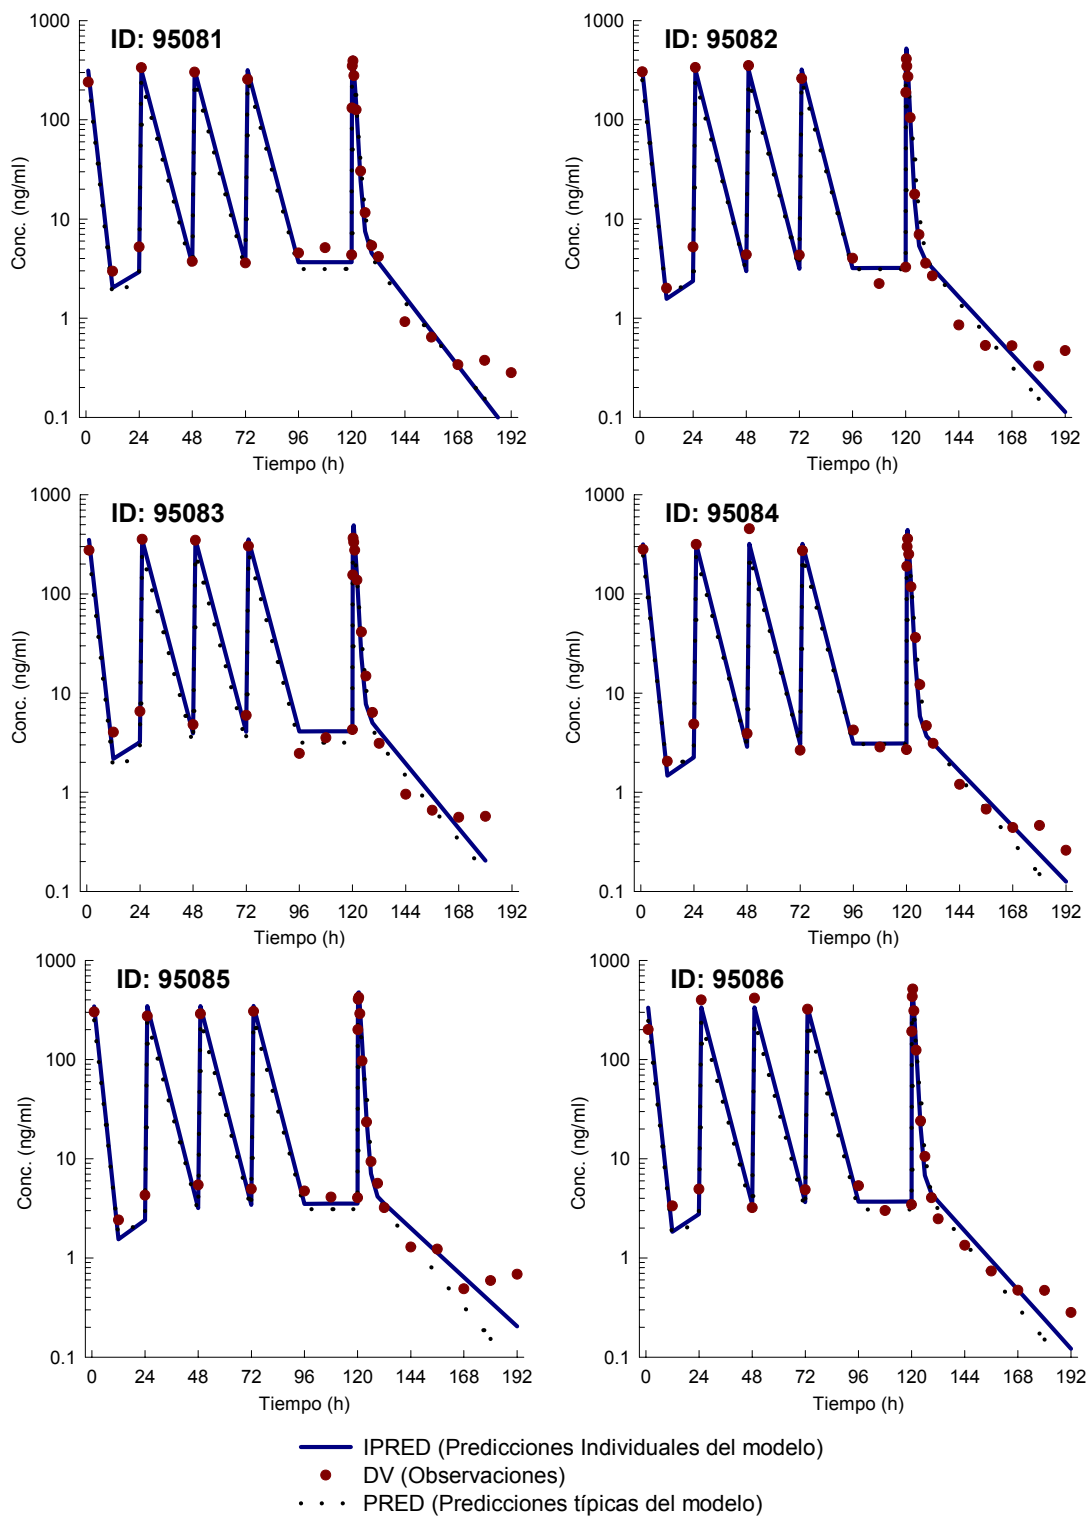 ID: 95081
Conc. (ng/ml)
1000
100
10
1
0.1
0 24 48 72 96 120 144 168 192
Tiempo (h)
ID: 95082
Conc. (ng/ml)
1000
100
10
1
0.1
0 24 48 72 96 120 144 168 192
Tiempo (h)
ID: 95083
Conc. (ng/ml)
1000
100
10
1
0.1
0 24 48 72 96 120 144 168 192
Tiempo (h)
ID: 95084
Conc. (ng/ml)
1000
100
10
1
0.1
0 24 48 72 96 120 144 168 192
Tiempo (h)
ID: 95085
Conc. (ng/ml)
1000
100
10
1
0.1
0 24 48 72 96 120 144 168 192
Tiempo (h)
ID: 95086
Conc. (ng/ml)
1000
100
10
1
0.1
0 24 48 72 96 120 144 168 192
Tiempo (h)
IPRED (Predicciones Individuales del modelo)
DV (Observaciones)
PRED (Predicciones típicas del modelo)